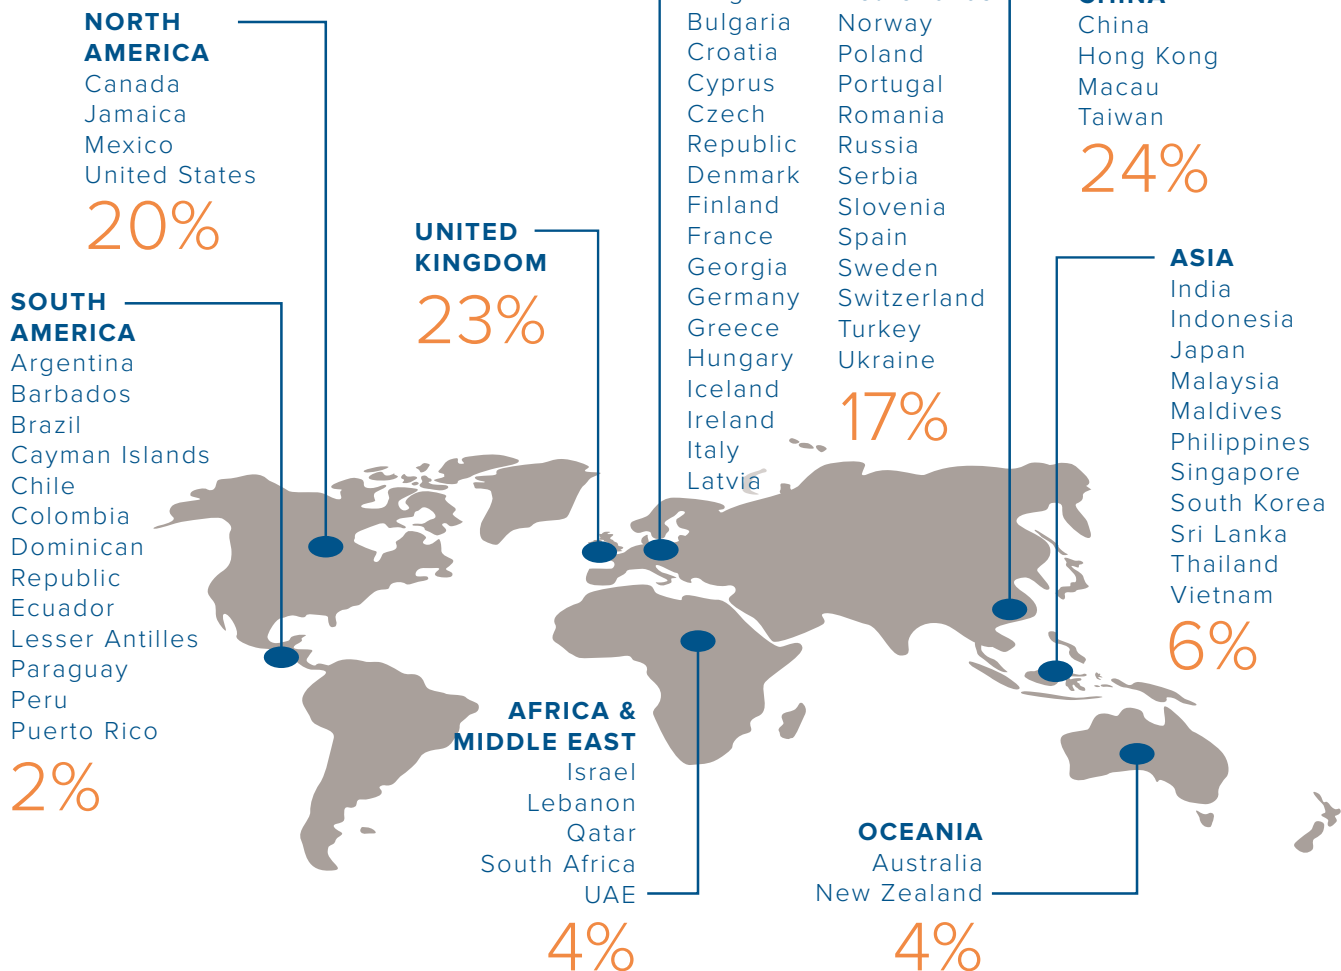 NORTH
AMERICA
Canada
Jamaica
Mexico
United States
20%
SOUTH
AMERICA
Argentina
Barbados
Brazil
Cayman Islands
Chile
Colombia
Dominican
Republic
Ecuador
Lesser Antilles
Paraguay
Peru
Puerto Rico
2%
UNITED
KINGDOM
23%
Bulgaria
Croatia
Cyprus
Czech
Republic
Denmark
Finland
France
Georgia
Germany
Greece
Hungary
Iceland
Ireland
Italy
Latvia
Norway
Poland
Portugal
Romania
Russia
Serbia
Slovenia
Spain
Sweden
Switzerland
Turkey
Ukraine
17%
CHINA
China
Hong Kong
Macau
Taiwan
24%
ASIA
India
Indonesia
Japan
Malaysia
Maldives
Philippines
Singapore
South Korea
Sri Lanka
Thailand
Vietnam
6%
AFRICA &
MIDDLE EAST
Israel
Lebanon
Qatar
South Africa
UAE
4%
OCEANIA
Australia
New Zealand
4%